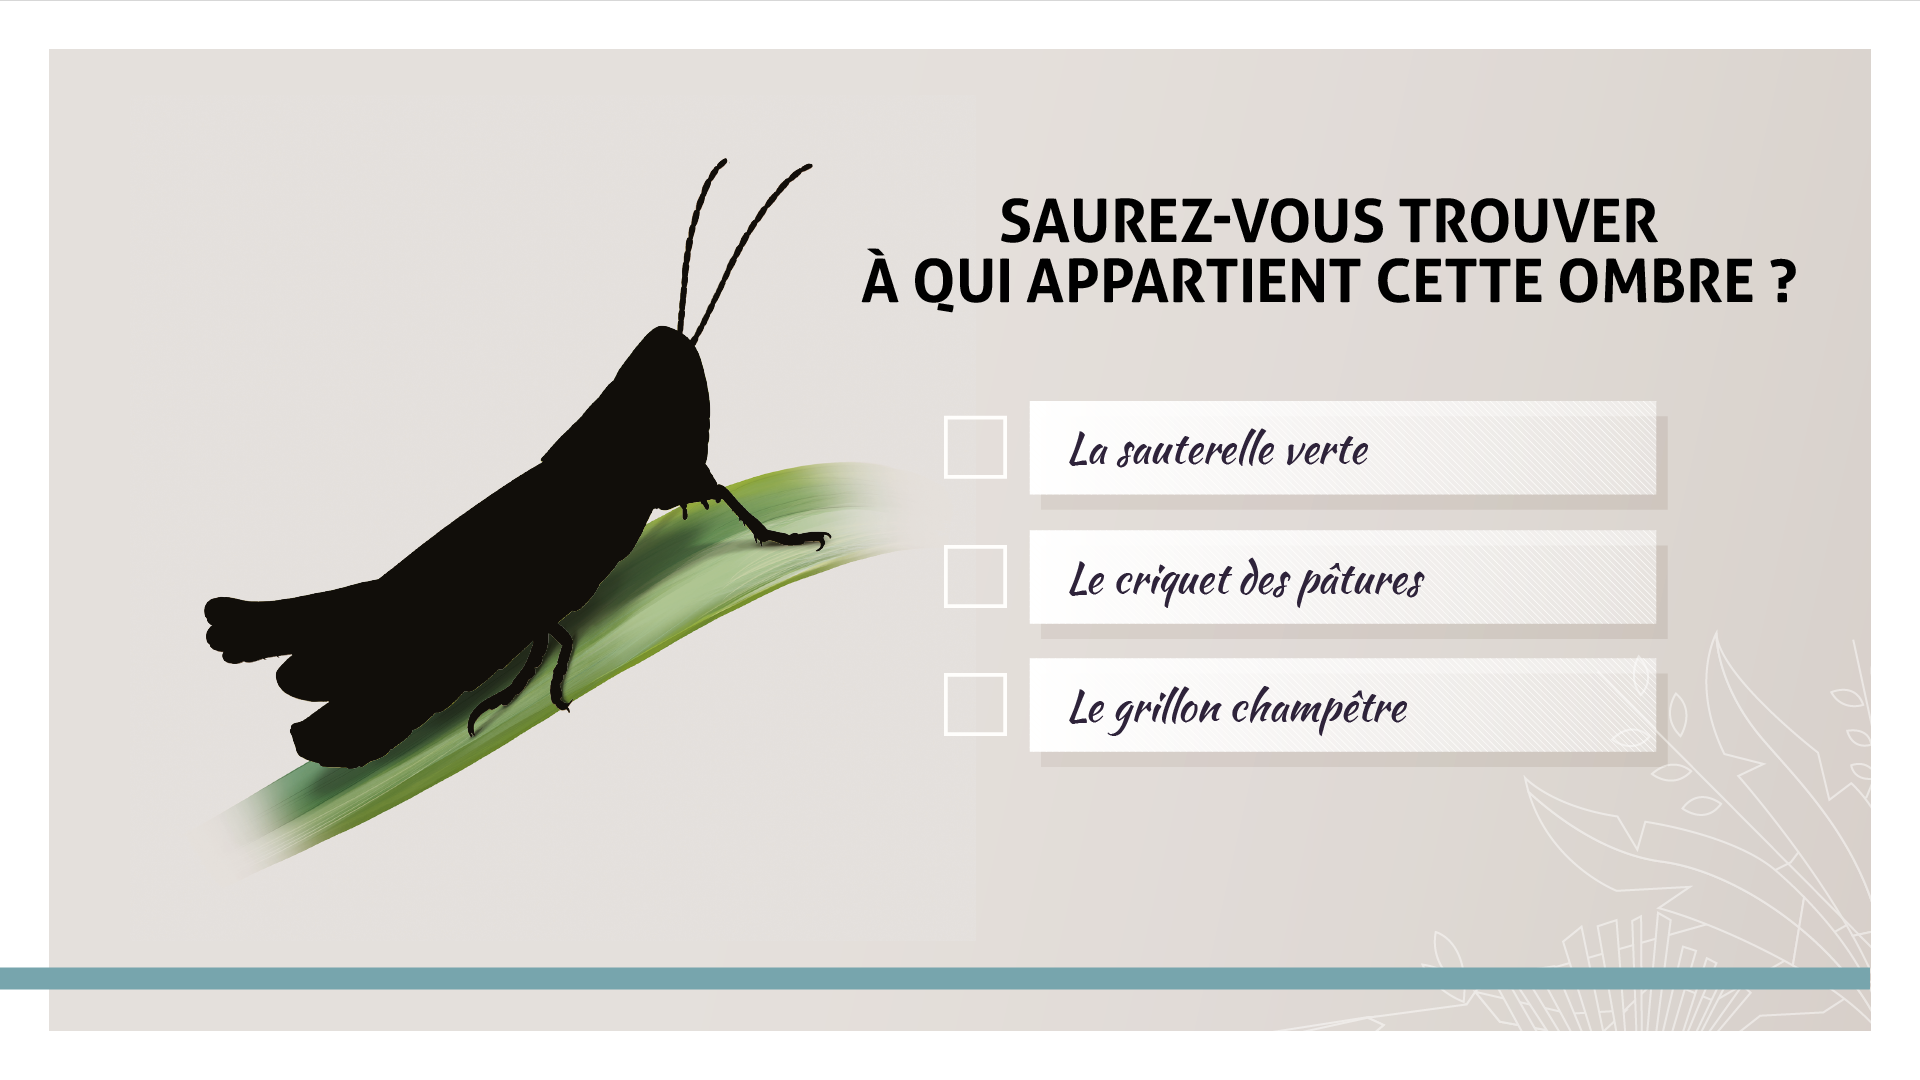 SAUREZ-VOUS TROUVER
À QUI APPARTIENT CETTE OMBRE ?
La sauterelle verte
Le criquet des pâtures
Le grillon champêtre